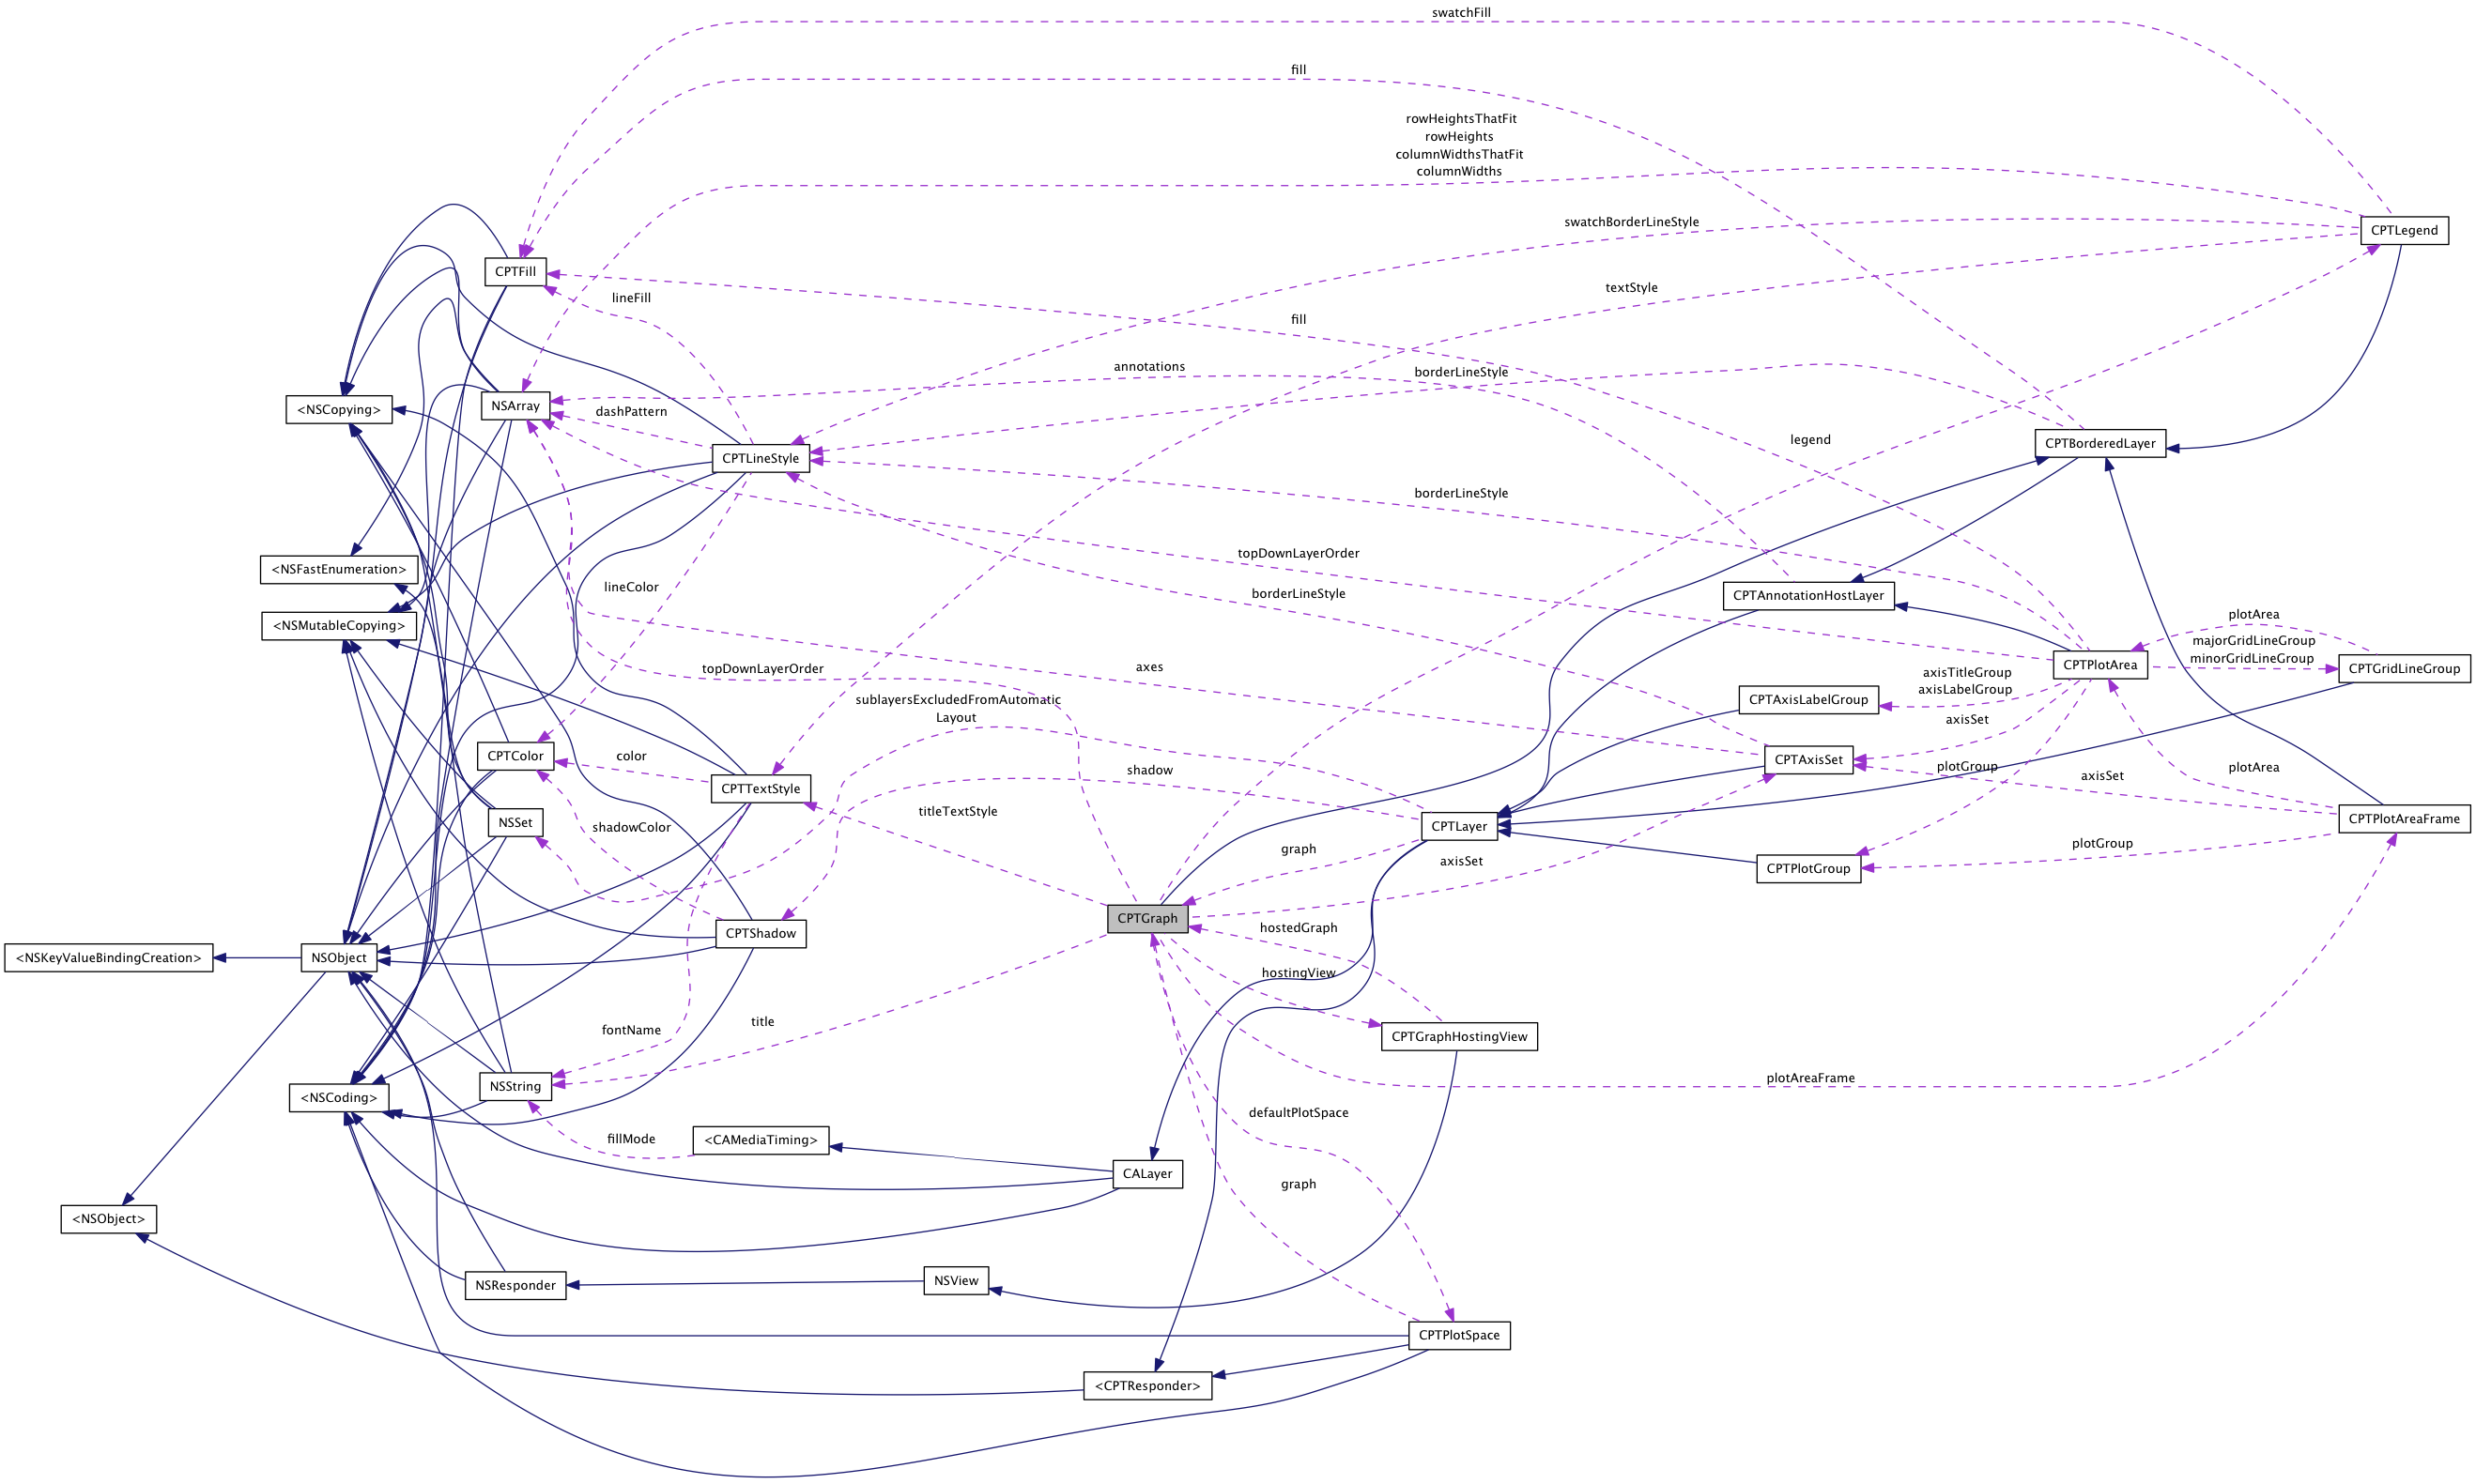 swatchFill
fill
rowHeightsThatFit
rowHeights
columnWidthsThatFit
columnWidths
swatchBorderLineStyle
CPTLegend
CPTFill
textStyle
lineFill
fill
annotations
borderLineStyle
<NSCopying>
NSArray
dashPattern
legend
CPTBorderedLayer
CPTLineStyle
borderLineStyle
topDownLayerOrder
<NSFastEnumeration>
lineColor
borderLineStyle
CPTAnnotationHostLayer
plotArea
<NSMutableCopying>
majorGridLineGroup
minorGridLineGroup
topDownLayerOrder
axes
CPTPlotArea
CPTGridLineGroup
axisTitleGroup
axisLabelGroup
sublayersExcludedFromAutomatic
Layout
CPTAxisLabelGroup
axisSet
CPTColor
color
CPTAxisSet
shadow
plotGroup
plotArea
axisSet
CPTTextStyle
NSSet
shadowColor
titleTextStyle
CPTLayer
CPTPlotAreaFrame
graph
axisSet
plotGroup
CPTPlotGroup
CPTGraph
CPTShadow
hostedGraph
<NSKeyValueBindingCreation>
NSObject
hostingView
title
fontName
CPTGraphHostingView
plotAreaFrame
NSString
<NSCoding>
defaultPlotSpace
fillMode
<CAMediaTiming>
CALayer
graph
<NSObject>
NSResponder
NSView
CPTPlotSpace
<CPTResponder>